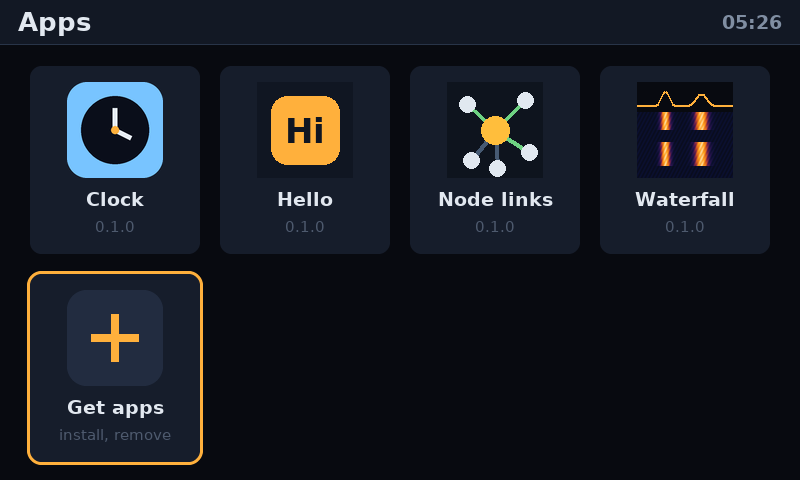 Apps
05:26
Clock
0.1.0
Hi
Hello
0.1.0
Node links
0.1.0
Waterfall
0.1.0
Get apps
install, remove